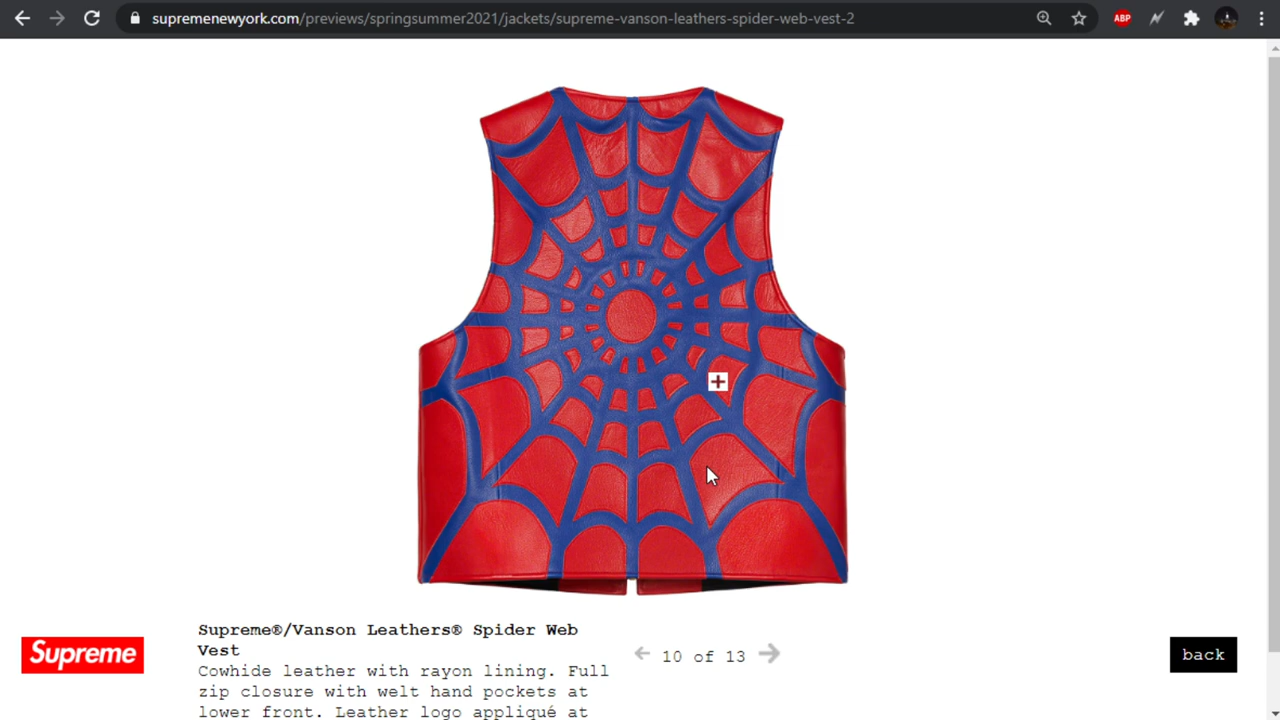 supremenewyork.com/previews/springsummer2021/jackets/supreme-vanson-leathers-spider-web-vest-2
ABP
Supreme
Supreme®/Vanson Leathers® Spider Web
Vest
Cowhide leather with rayon lining. Full
zip closure with welt hand pockets at
lower front. Leather logo appliqué at
10 of 13
back